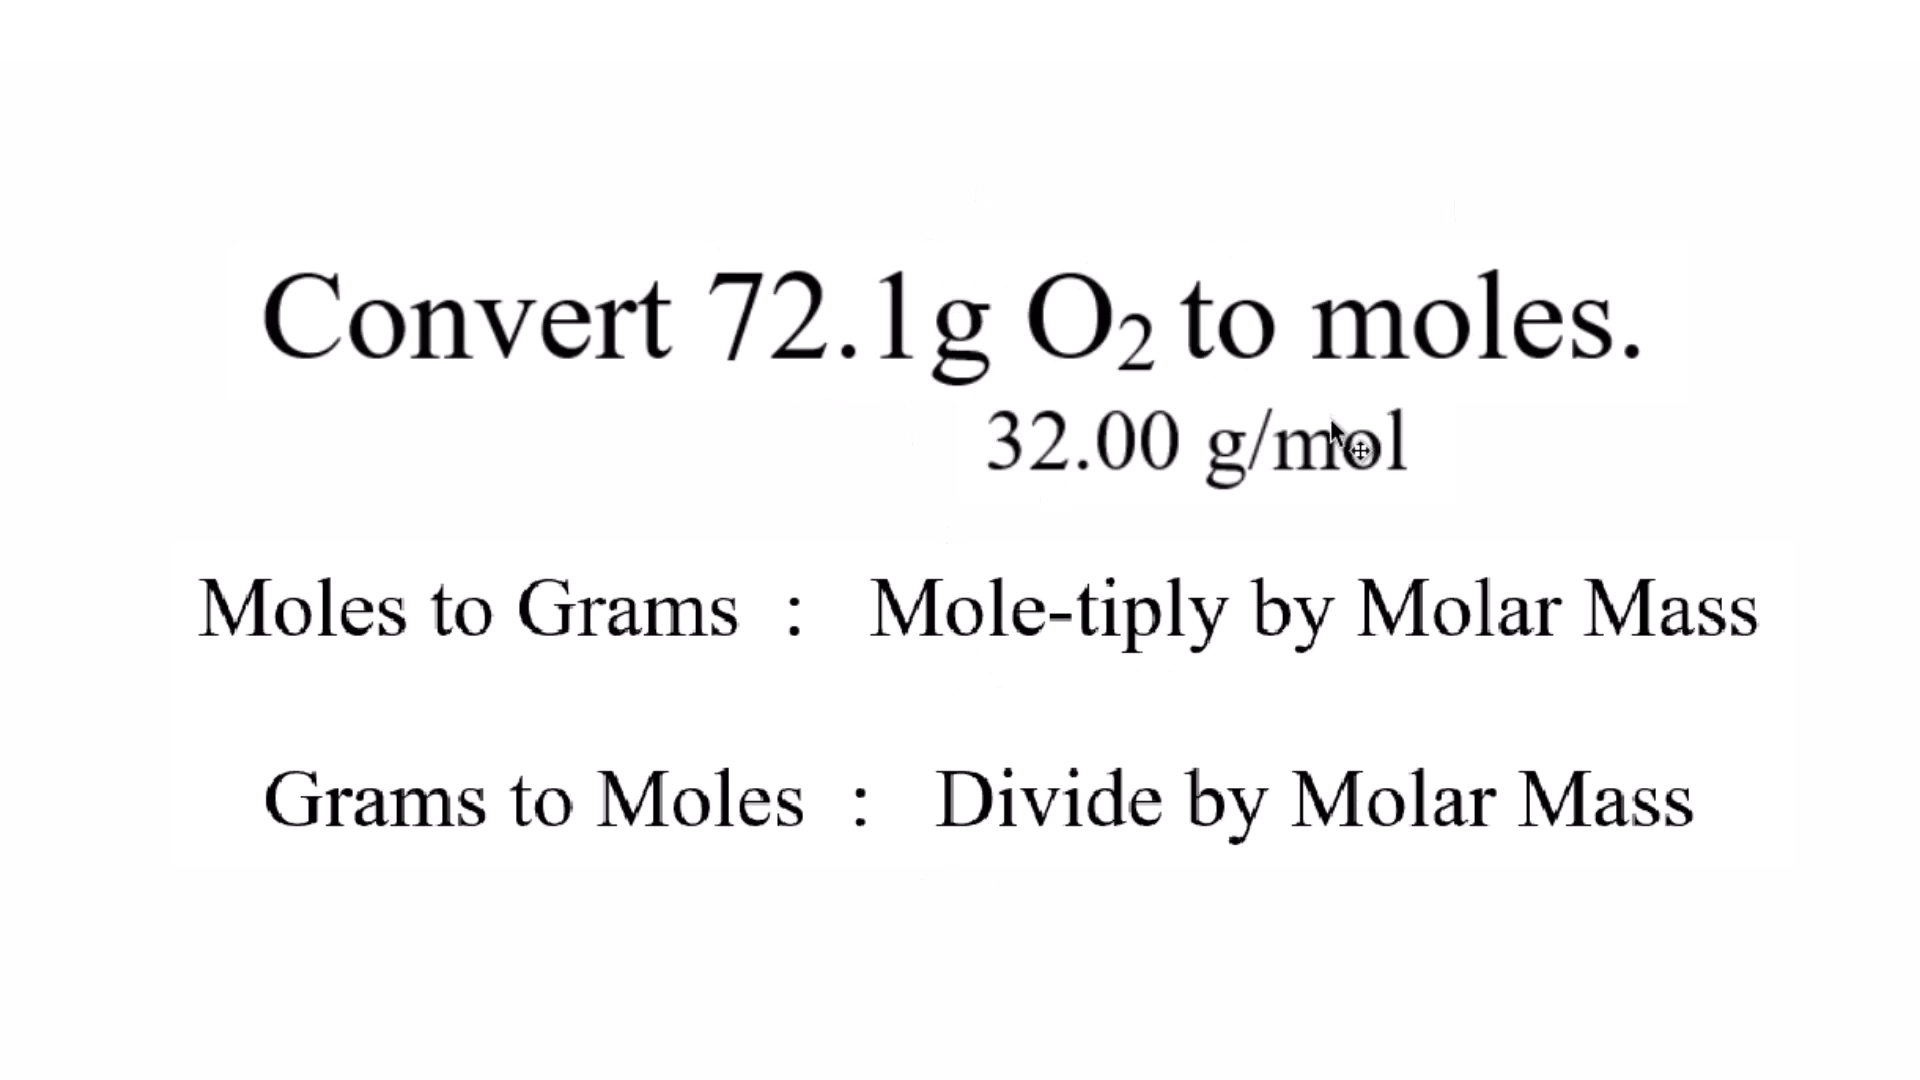 Convert 72.1g O₂ to moles.
32.00 g/mol
Moles to Grams : Mole-tiply by Molar Mass
Grams to Moles : Divide by Molar Mass